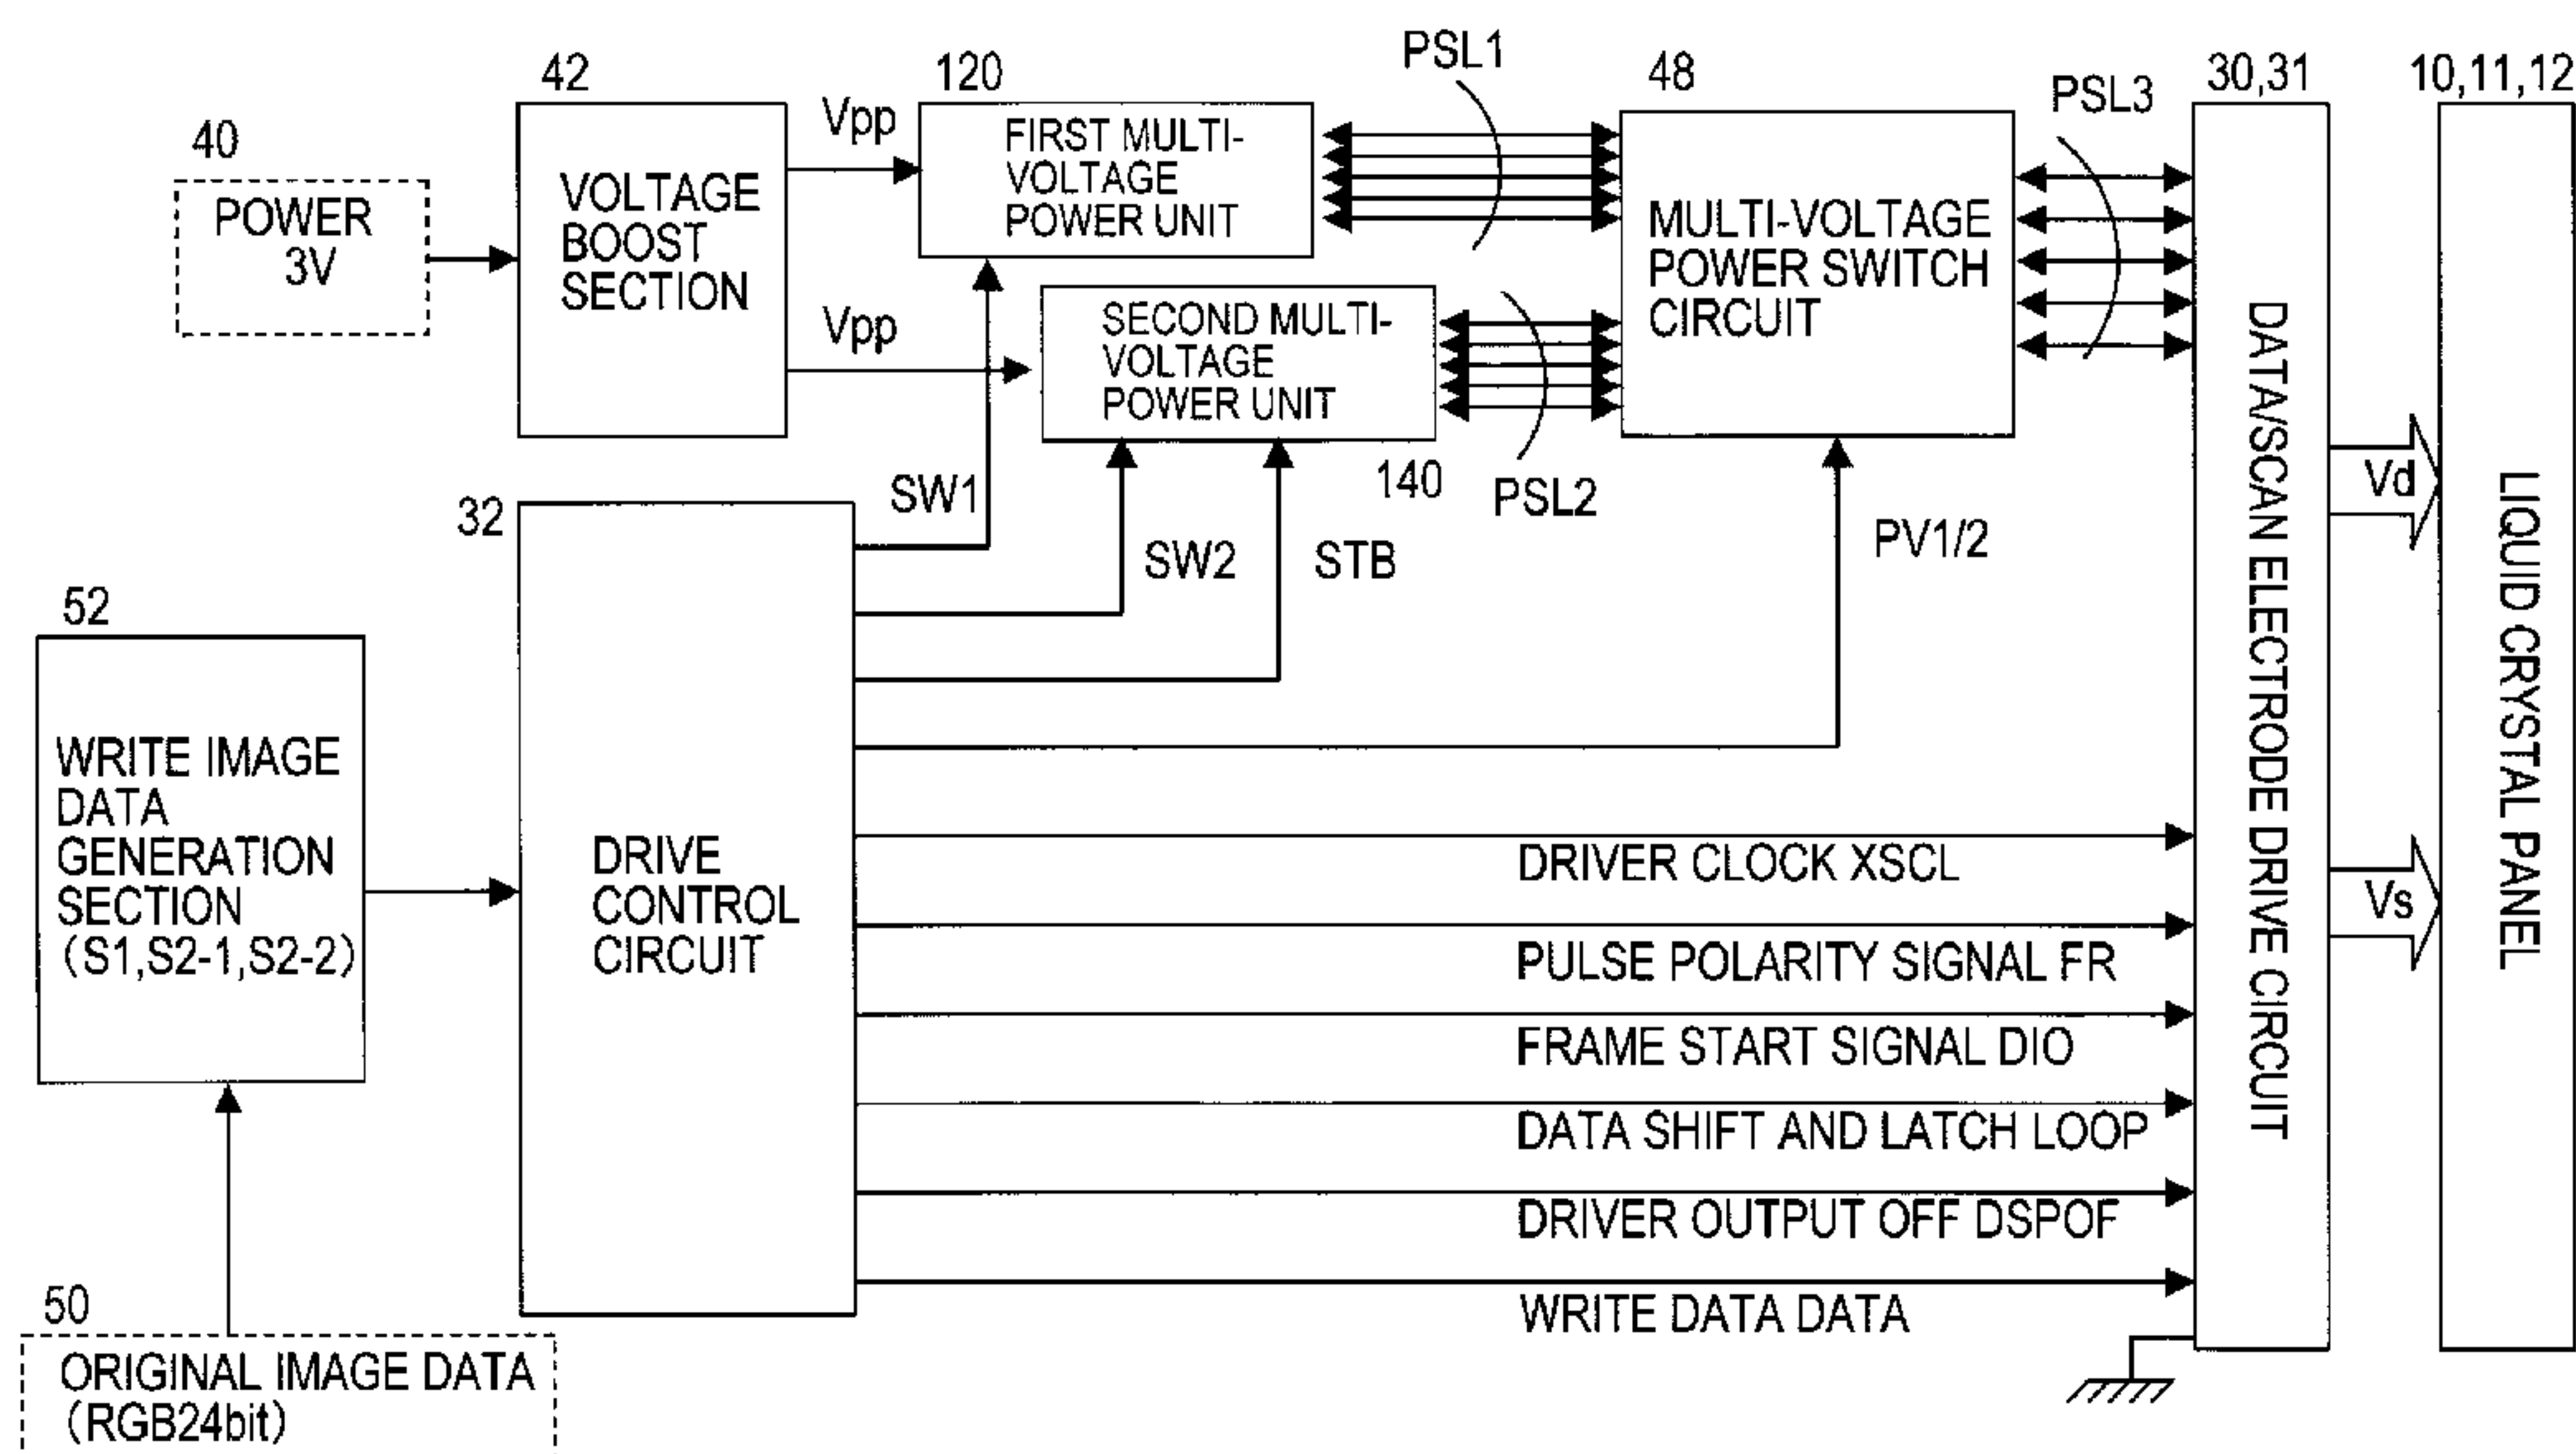 40
POWER
3V
42
VOLTAGE
BOOST
SECTION
Vpp
Vpp
120
FIRST MULTI-
VOLTAGE
POWER UNIT
SECOND MULTI-
VOLTAGE
POWER UNIT
140
PSL1
PSL2
48
MULTI-VOLTAGE
POWER SWITCH
CIRCUIT
PSL3
30,31
DATA/SCAN ELECTRODE DRIVE CIRCUIT
10,11,12
LIQUID CRYSTAL PANEL
Vd
Vs
SW1
SW2
STB
PV1/2
32
DRIVE
CONTROL
CIRCUIT
52
WRITE IMAGE
DATA
GENERATION
SECTION
(S1,S2-1,S2-2)
DRIVER CLOCK XSCL
PULSE POLARITY SIGNAL FR
FRAME START SIGNAL DIO
DATA SHIFT AND LATCH LOOP
DRIVER OUTPUT OFF DSPOF
WRITE DATA DATA
50
ORIGINAL IMAGE DATA
(RGB24bit)